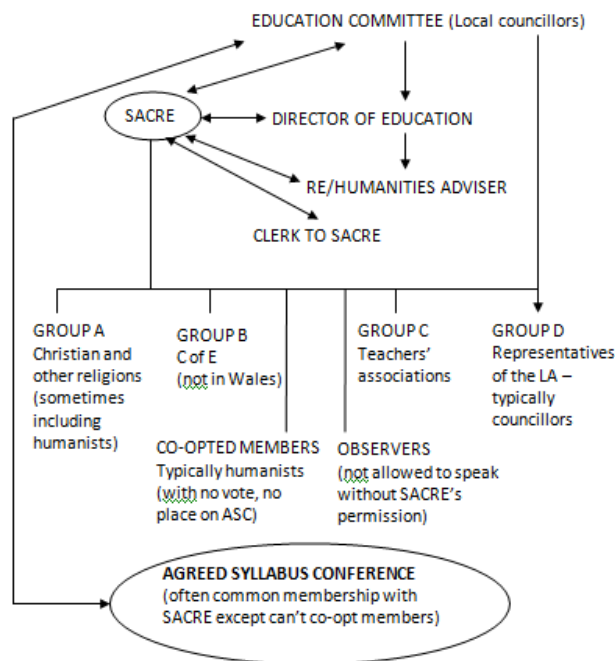 EDUCATION COMMITTEE (Local councillors)
SACRE
DIRECTOR OF EDUCATION
RE/HUMANITIES ADVISER
CLERK TO SACRE
GROUP A
Christian and
other religions
(sometimes
including
humanists)
GROUP B
C of E
(not in Wales)
GROUP C
Teachers'
associations
GROUP D
Representatives
of the LA –
typically
councillors
CO-OPTED MEMBERS
Typically humanists
(with no vote, no
place on ASC)
OBSERVERS
(not allowed to speak
without SACRE's
permission)
AGREED SYLLABUS CONFERENCE
(often common membership with
SACRE except can't co-opt members)